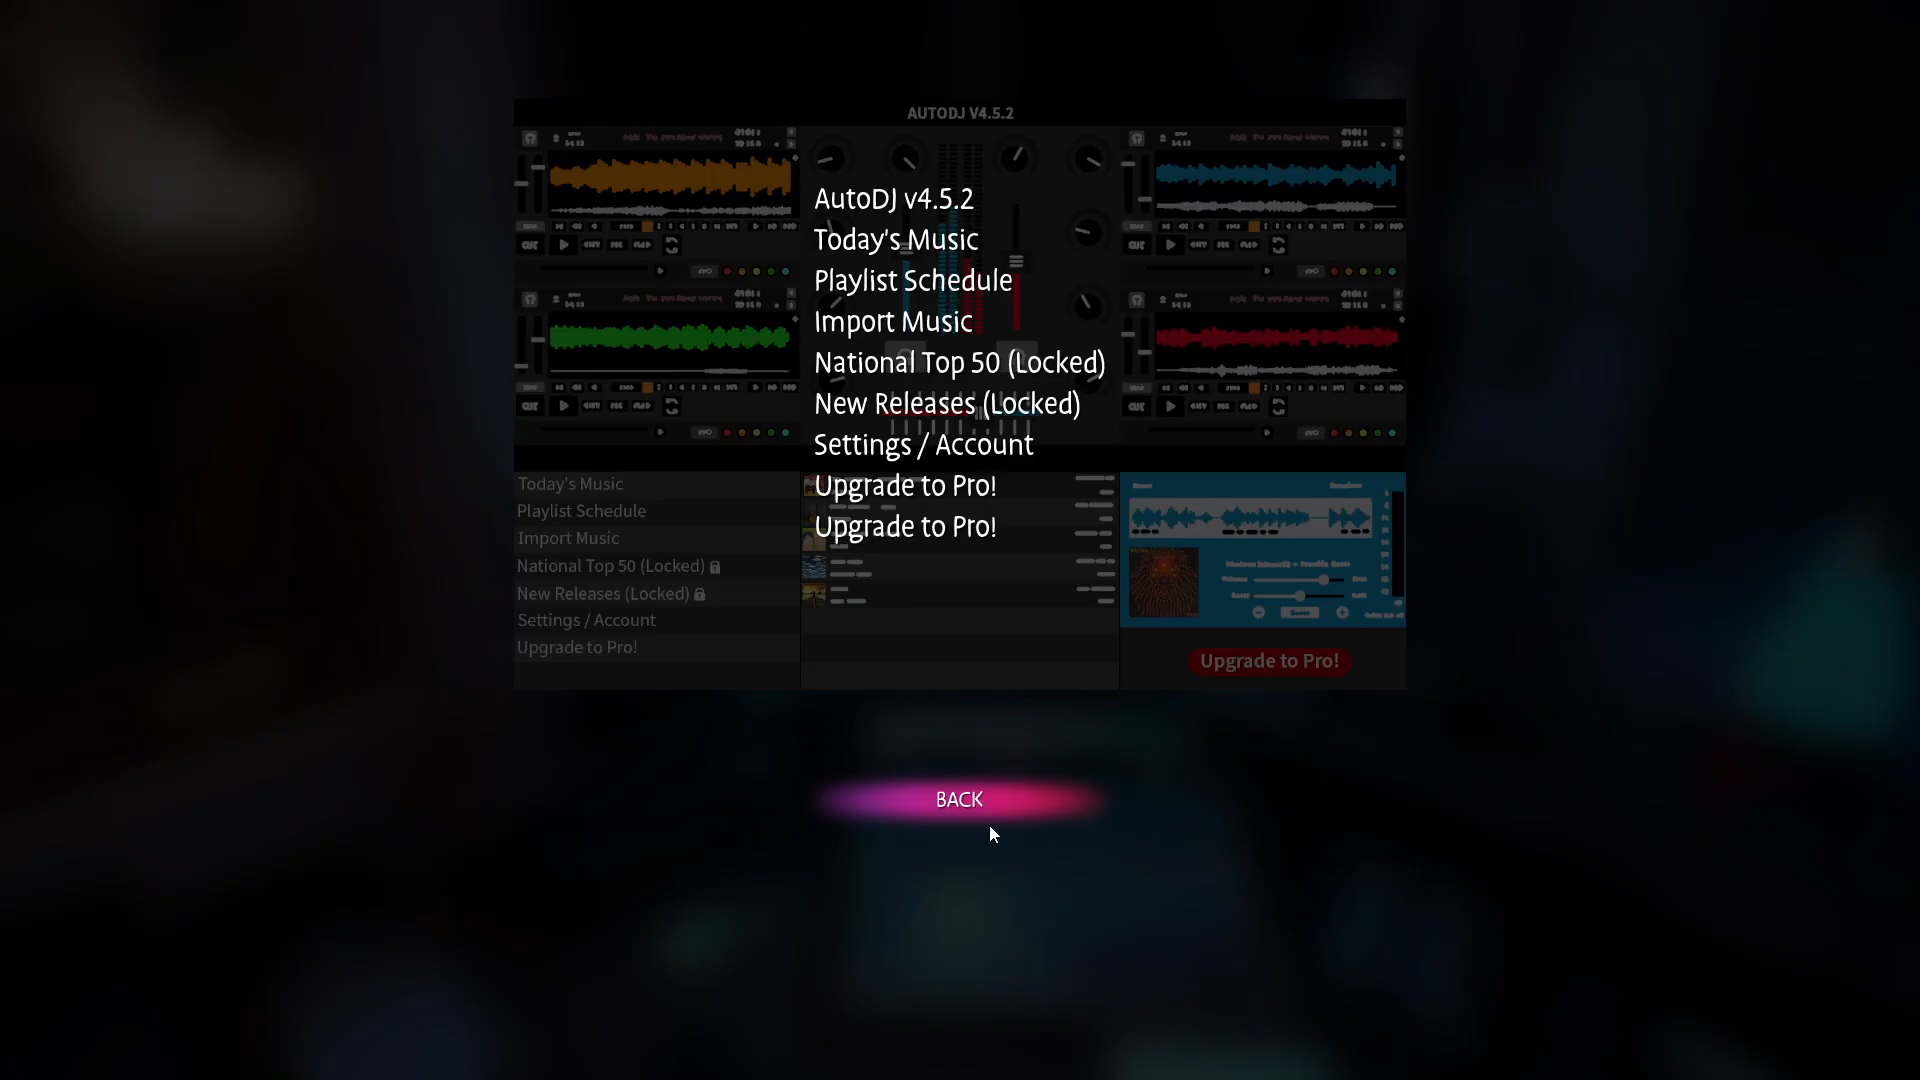 AUTODJ V4.5.2
AutoDJ v4.5.2
Today's Music
Playlist Schedule
Import Music
National Top 50 (Locked)
New Releases (Locked)
Settings / Account
Upgrade to Pro!
Upgrade to Pro!
Today's Music
Playlist Schedule
Import Music
National Top 50 (Locked)
New Releases (Locked)
Settings / Account
Upgrade to Pro!
Upgrade to Pro!
BACK